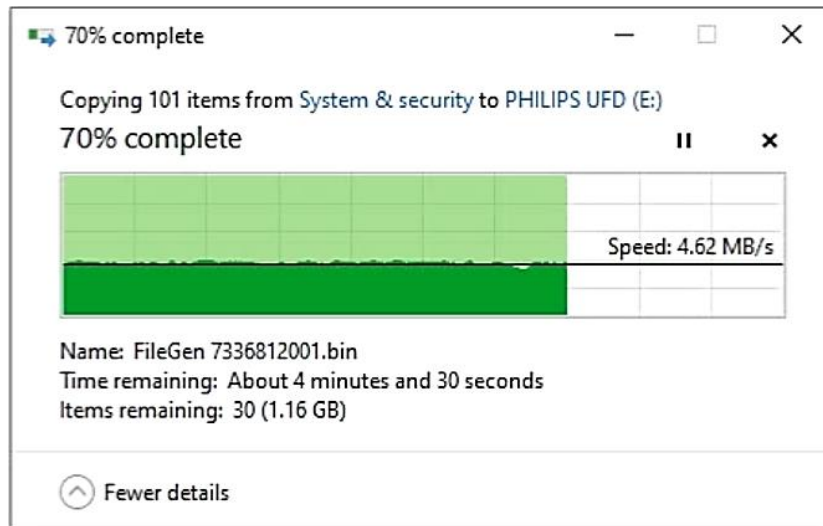 70% complete
Copying 101 items from System & security to PHILIPS UFD (E:)
70% complete
Speed: 4.62 MB/s
Name: FileGen 7336812001.bin
Time remaining: About 4 minutes and 30 seconds
Items remaining: 30 (1.16 GB)
Fewer details